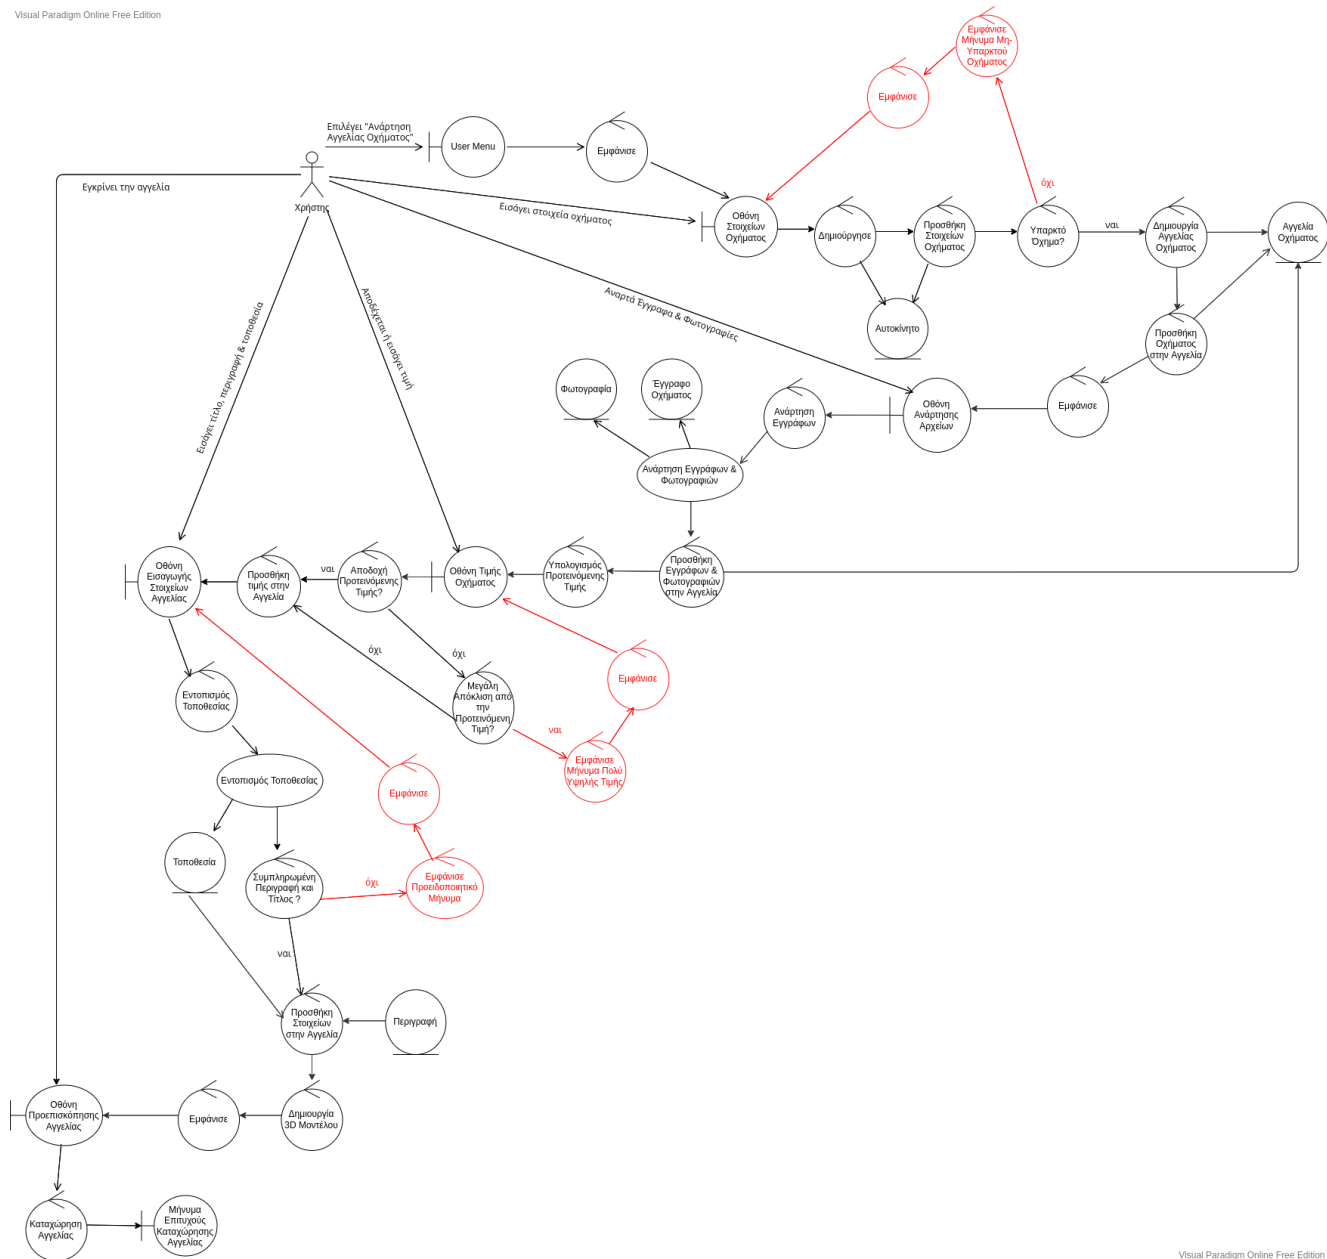 Visual Paradigm Online Free Edition
Εμφάνισε
Μήνυμα Μη-
Υπαρκτού
Οχήματος
Εμφάνισε
Επιλέγει "Ανάρτηση
Αγγελίας Οχήματος"
User Menu
Εμφάνισε
όχι
Εγκρίνει την αγγελία
Χρήστης
Εισάγει στοιχεία οχήματος
Οθόνη
Στοιχείων
Οχήματος
Δημιούργησε
Προσθήκη
Στοιχείων
Οχήματος
Υπαρκτό
Όχημα?
ναι
Δημιουργία
Αγγελίας
Οχήματος
Αγγελία
Οχήματος
Αναρτά Έγγραφα & Φωτογραφίες
Αποδέχεται ή εισάγει τιμή
Εισάγει τίτλο, περιγραφή & τοποθεσία
Αυτοκίνητο
Προσθήκη
Οχήματος
στην Αγγελία
Φωτογραφία
Έγγραφο
Οχήματος
Ανάρτηση
Εγγράφων
Οθόνη
Ανάρτησης
Αρχείων
Εμφάνισε
Ανάρτηση Εγγράφων &
Φωτογραφιών
Οθόνη
Εισαγωγής
Στοιχείων
Αγγελίας
Προσθήκη
τιμής στην
Αγγελία
ναι
Αποδοχή
Προτεινόμενης
Τιμής?
Οθόνη Τιμής
Οχήματος
Υπολογισμός
Προτεινόμενης
Τιμής
Προσθήκη
Εγγράφων &
Φωτογραφιών
στην Αγγελία
όχι
όχι
Εντοπισμός
Τοποθεσίας
Μεγάλη
Απόκλιση από
την
Προτεινόμενη
Τιμή?
Εμφάνισε
ναι
Εμφάνισε
Μήνυμα Πολύ
Υψηλής Τιμής
Εντοπισμός Τοποθεσίας
Εμφάνισε
Τοποθεσία
Συμπληρωμένη
Περιγραφή και
Τίτλος ?
όχι
Εμφάνισε
Προειδοποιητικό
Μήνυμα
ναι
Προσθήκη
Στοιχείων
στην Αγγελία
Περιγραφή
Οθόνη
Προεπισκόπησης
Αγγελίας
Εμφάνισε
Δημιουργία
3D Μοντέλου
Καταχώρηση
Αγγελίας
Μήνυμα
Επιτυχούς
Καταχώρησης
Αγγελίας
Visual Paradigm Online Free Edition